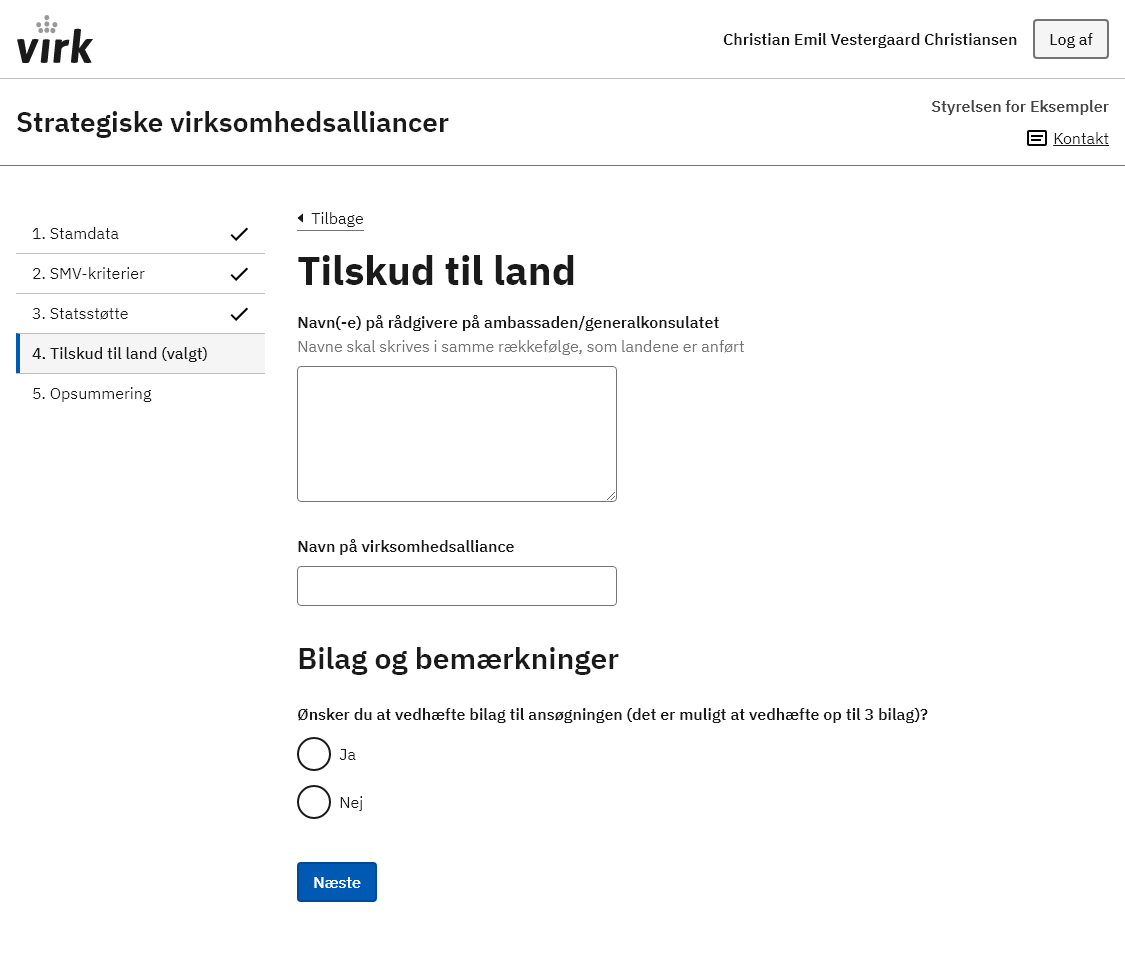 virk
Christian Emil Vestergaard Christiansen
Log af
Strategiske virksomhedsalliancer
Styrelsen for Eksempler
Kontakt
1. Stamdata
2. SMV-kriterier
3. Statsstøtte
4. Tilskud til land (valgt)
5. Opsummering
Tilbage
Tilskud til land
Navn(-e) på rådgivere på ambassaden/generalkonsulatet
Navne skal skrives i samme rækkefølge, som landene er anført
Navn på virksomhedsalliance
Bilag og bemærkninger
Ønsker du at vedhæfte bilag til ansøgningen (det er muligt at vedhæfte op til 3 bilag)?
Ja
Nej
Næste